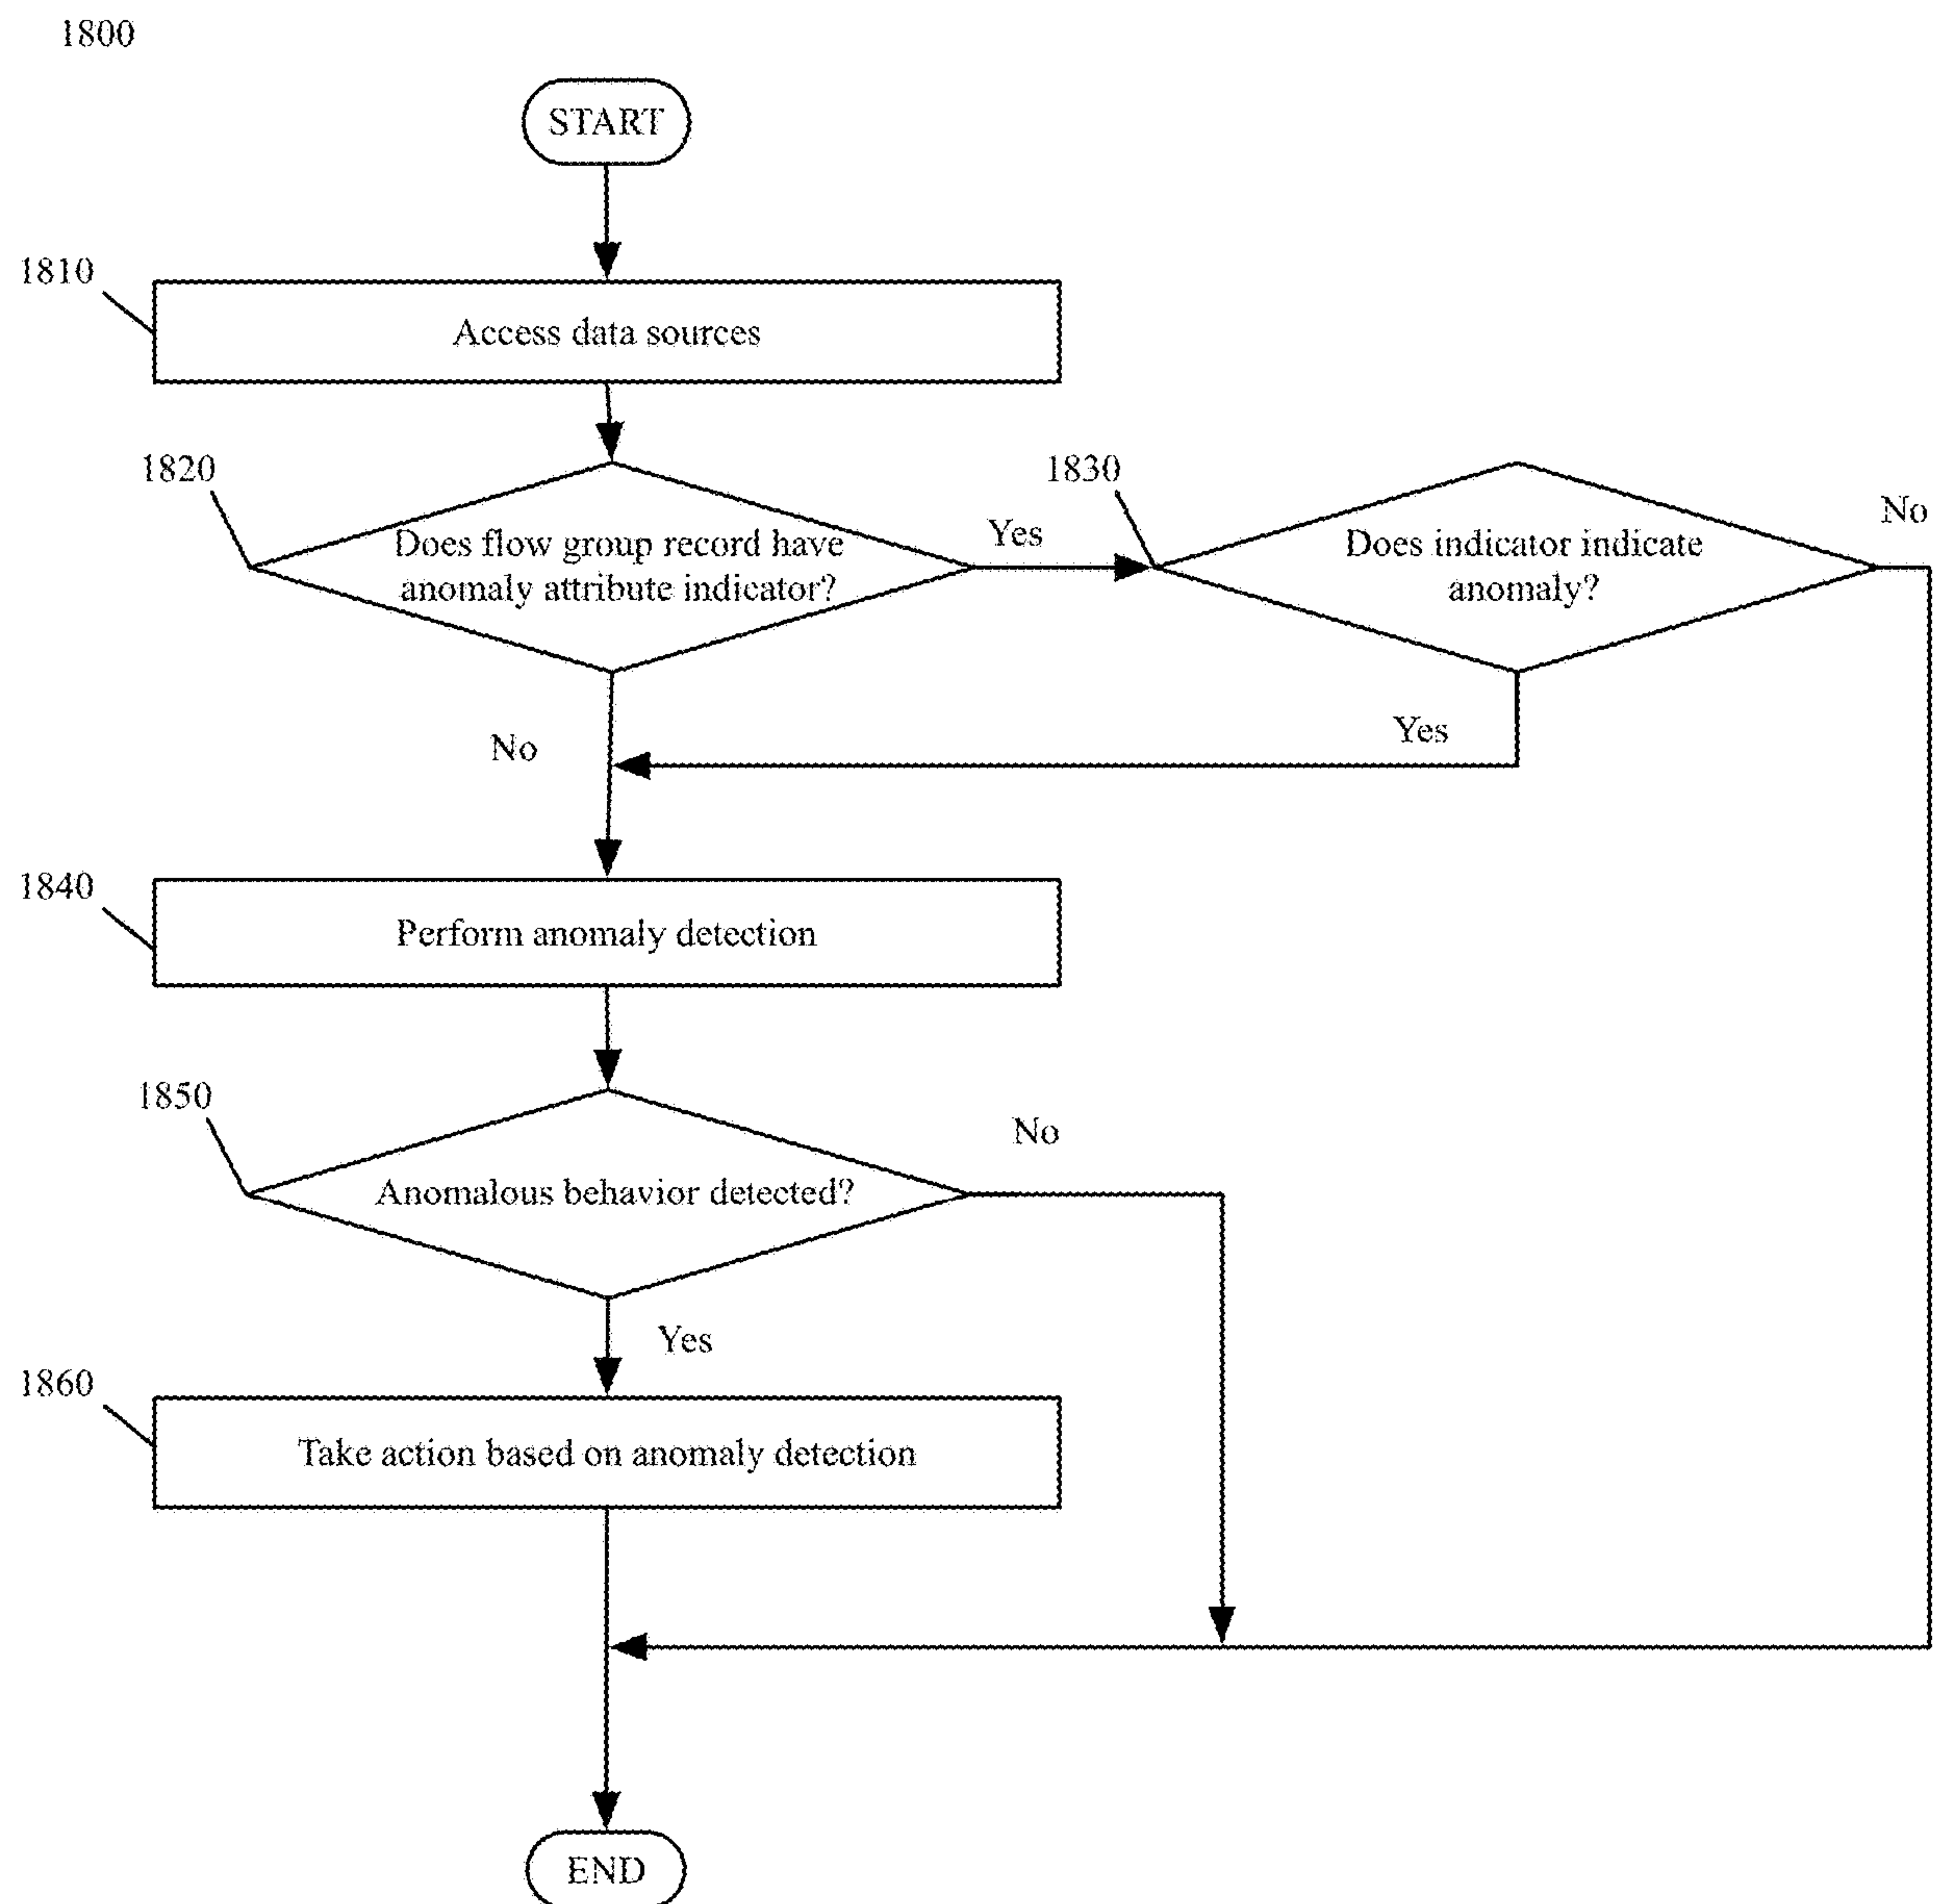 1800
START
1810
Access data sources
1820
Does flow group record have
anomaly attribute indicator?
Yes
1830
Does indicator indicate
anomaly?
No
No
Yes
1840
Perform anomaly detection
1850
Anomalous behavior detected?
No
Yes
1860
Take action based on anomaly detection
END